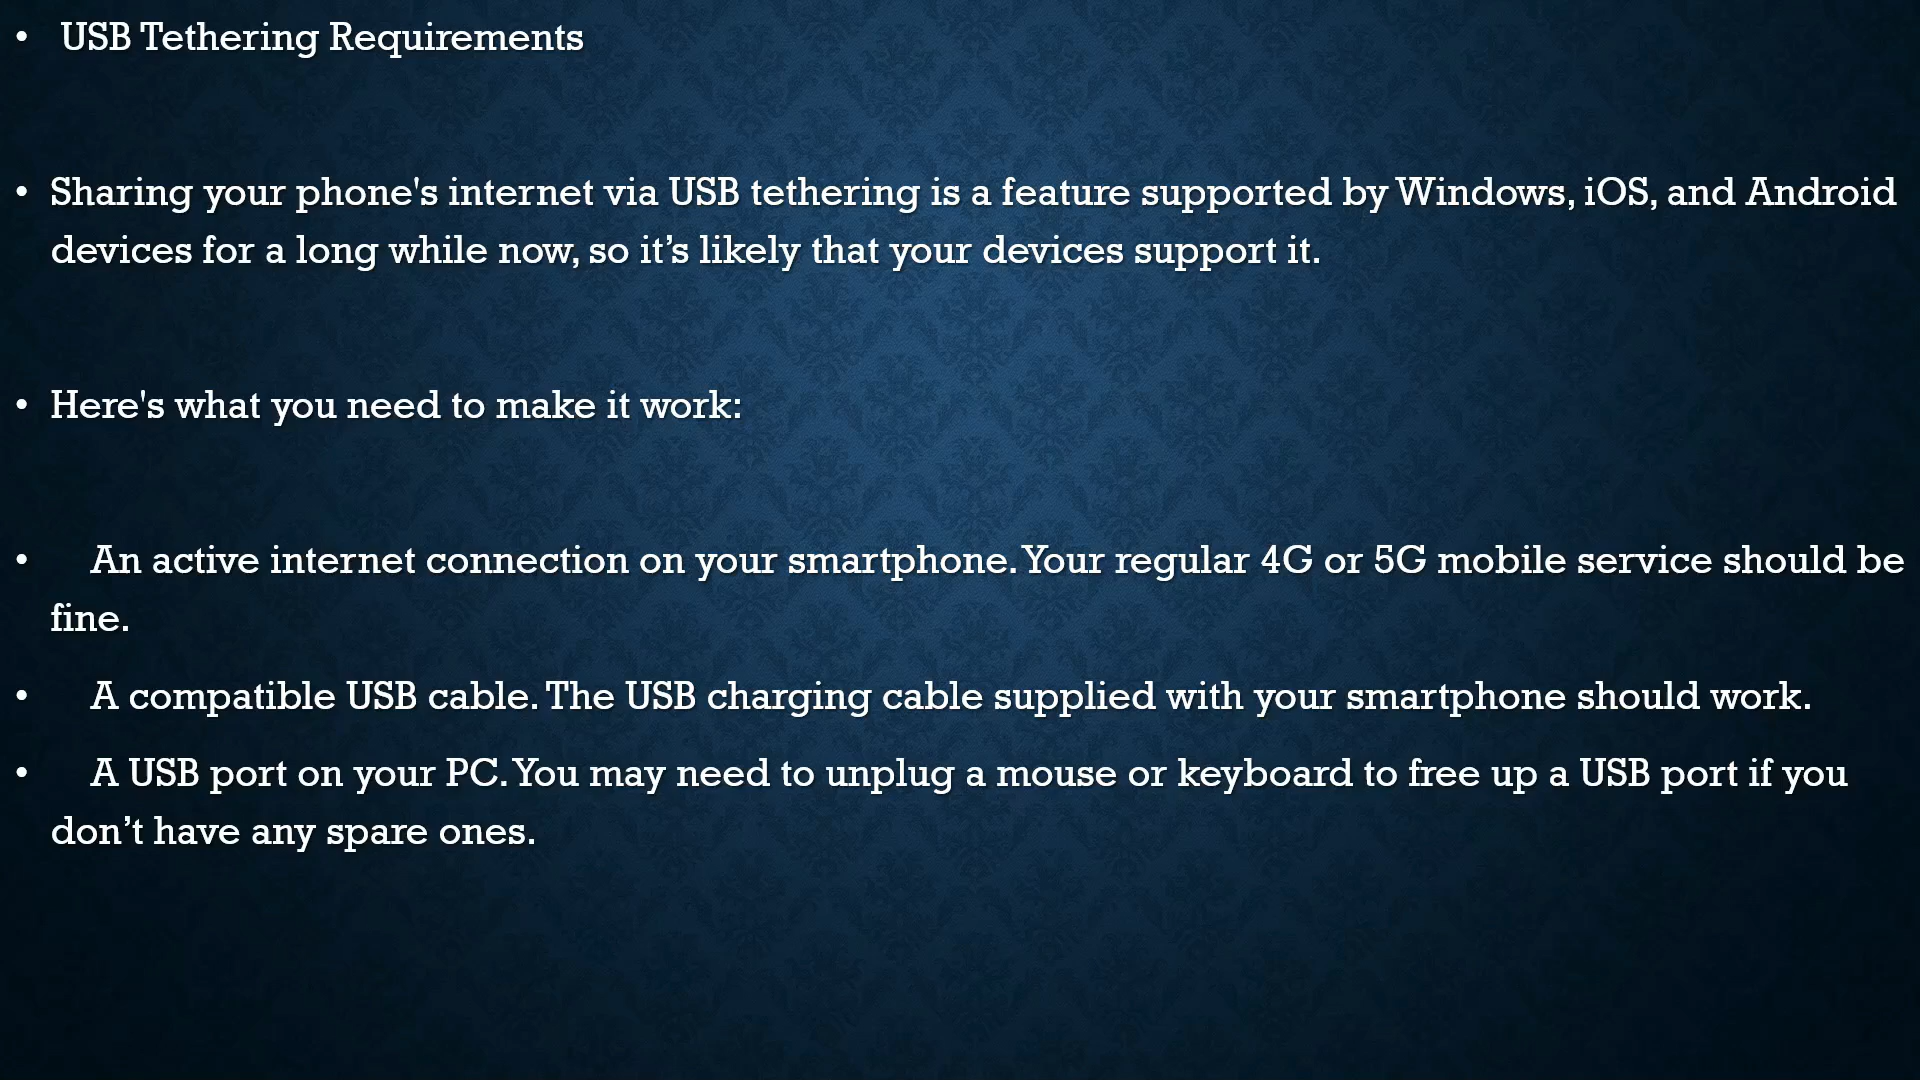 • USB Tethering Requirements
• Sharing your phone's internet via USB tethering is a feature supported by Windows, iOS, and Android
devices for a long while now, so it’s likely that your devices support it.
• Here's what you need to make it work:
• An active internet connection on your smartphone. Your regular 4G or 5G mobile service should be
fine.
• A compatible USB cable. The USB charging cable supplied with your smartphone should work.
• A USB port on your PC. You may need to unplug a mouse or keyboard to free up a USB port if you
don’t have any spare ones.